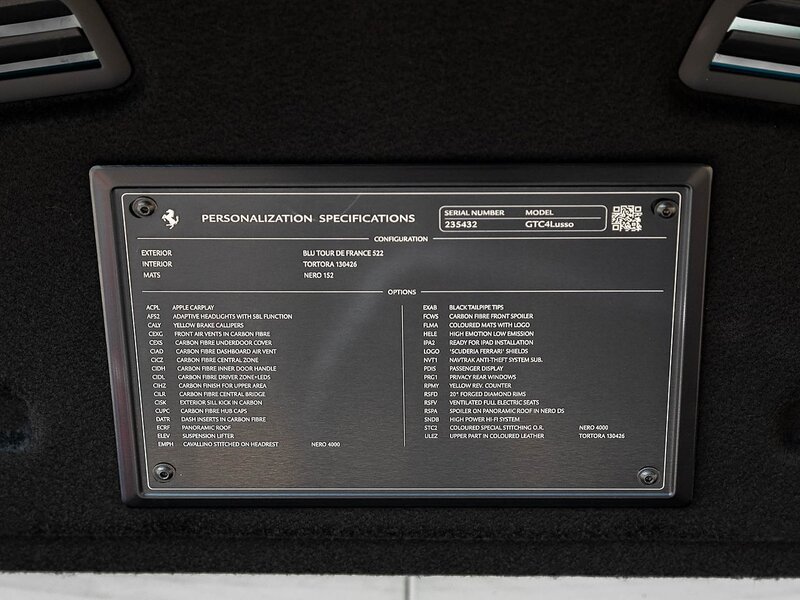 PERSONALIZATION SPECIFICATIONS
SERIAL NUMBER MODEL
235432 GTC4Lusso
CONFIGURATION
EXTERIOR BLU TOUR DE FRANCE 522
INTERIOR TORTORA 130426
MATS NERO 152
OPTIONS
ACPL APPLE CARPLAY
AFS2 ADAPTIVE HEADLIGHTS WITH SBL FUNCTION
CALY YELLOW BRAKE CALLIPERS
CEXG FRONT AIR VENTS IN CARBON FIBRE
CEXS CARBON FIBRE UNDERDOOR COVER
CIAD CARBON FIBRE DASHBOARD AIR VENT
CICZ CARBON FIBRE CENTRAL ZONE
CIDH CARBON FIBRE INNER DOOR HANDLE
CIDL CARBON FIBRE DRIVER ZONE+LEDS
CIHZ CARBON FINISH FOR UPPER AREA
CILR CARBON FIBRE CENTRAL BRIDGE
CISK EXTERIOR SILL KICK IN CARBON
CUPC CARBON FIBRE HUB CAPS
DATR DASH INSERTS IN CARBON FIBRE
ECRF PANORAMIC ROOF
ELEV SUSPENSION LIFTER
EMPH CAVALLINO STITCHED ON HEADREST NERO 4000
EXAB BLACK TAILPIPE TIPS
FCWS CARBON FIBRE FRONT SPOILER
FLMA COLOURED MATS WITH LOGO
HELE HIGH EMOTION LOW EMISSION
IPA2 READY FOR IPAD INSTALLATION
LOGO 'SCUDERIA FERRARI' SHIELDS
NVT1 NAVTRAK ANTI-THEFT SYSTEM SUB.
PDIS PASSENGER DISPLAY
PRG1 PRIVACY REAR WINDOWS
RPMY YELLOW REV. COUNTER
RSFD 20" FORGED DIAMOND RIMS
RSFV VENTILATED FULL ELECTRIC SEATS
RSPA SPOILER ON PANORAMIC ROOF IN NERO DS
SNDB HIGH POWER HI-FI SYSTEM
STC2 COLOURED SPECIAL STITCHING O.R. NERO 4000
ULEZ UPPER PART IN COLOURED LEATHER TORTORA 130426